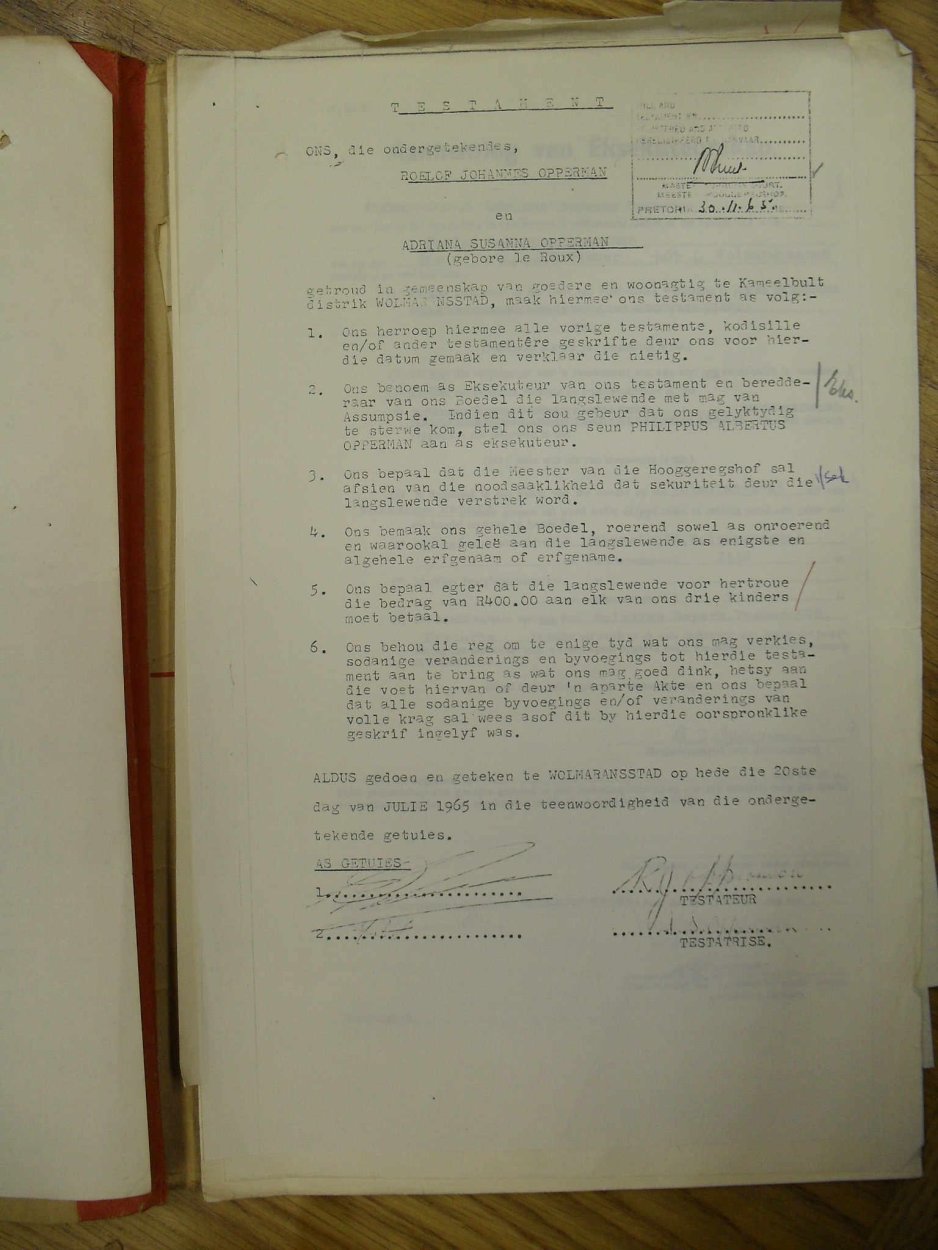 T E S T A M E N T
ONS, die ondergetekendes,
ROELOF JOHANNES OPPERMAN
en
ADRIANA SUSANNA OPPERMAN
(gebore le Roux)
getroud in gemeenskap van goedere en woonagtig te Kameelbult
distrik WOLMARANSSTAD, maak hiermee ons testament as volg:-
1. Ons herroep hiermee alle vorige testamente, kodisille
en/of ander testamentêre geskrifte deur ons voor hier-
die datum gemaak en verklaar die nietig.
2. Ons benoem as Eksekuteur van ons testament en beredde-
raar van ons Boedel die langslewende met mag van
Assumpsie. Indien dit sou gebeur dat ons gelyktydig
te sterwe kom, stel ons ons seun PHILIPPUS ALBERTUS
OPPERMAN aan as eksekuteur.
3. Ons bepaal dat die Meester van die Hooggeregshof sal
afsien van die noodsaaklikheid dat sekuriteit deur die
langslewende verstrek word.
4. Ons bemaak ons gehele Boedel, roerend sowel as onroerend
en waarookal geleë aan die langslewende as enigste en
algehele erfgenaam of erfgename.
5. Ons bepaal egter dat die langslewende voor hertroue
die bedrag van R400.00 aan elk van ons drie kinders
moet betaal.
6. Ons behou die reg om te enige tyd wat ons mag verkies,
sodanige veranderings en byvoegings tot hierdie testa-
ment aan te bring as wat ons mag goed dink, hetsy aan
die voet hiervan of deur 'n aparte Akte en ons bepaal
dat alle sodanige byvoegings en/of veranderings van
volle krag sal wees asof dit by hierdie oorspronklike
geskrif ingelyf was.
ALDUS gedoen en geteken te WOLMARANSSTAD op hede die 20ste
dag van JULIE 1965 in die teenwoordigheid van die onderge-
tekende getuies.
AS GETUIES-
1.
TESTATEUR
2.
TESTATRISE.
PRETORIA 30.11.65